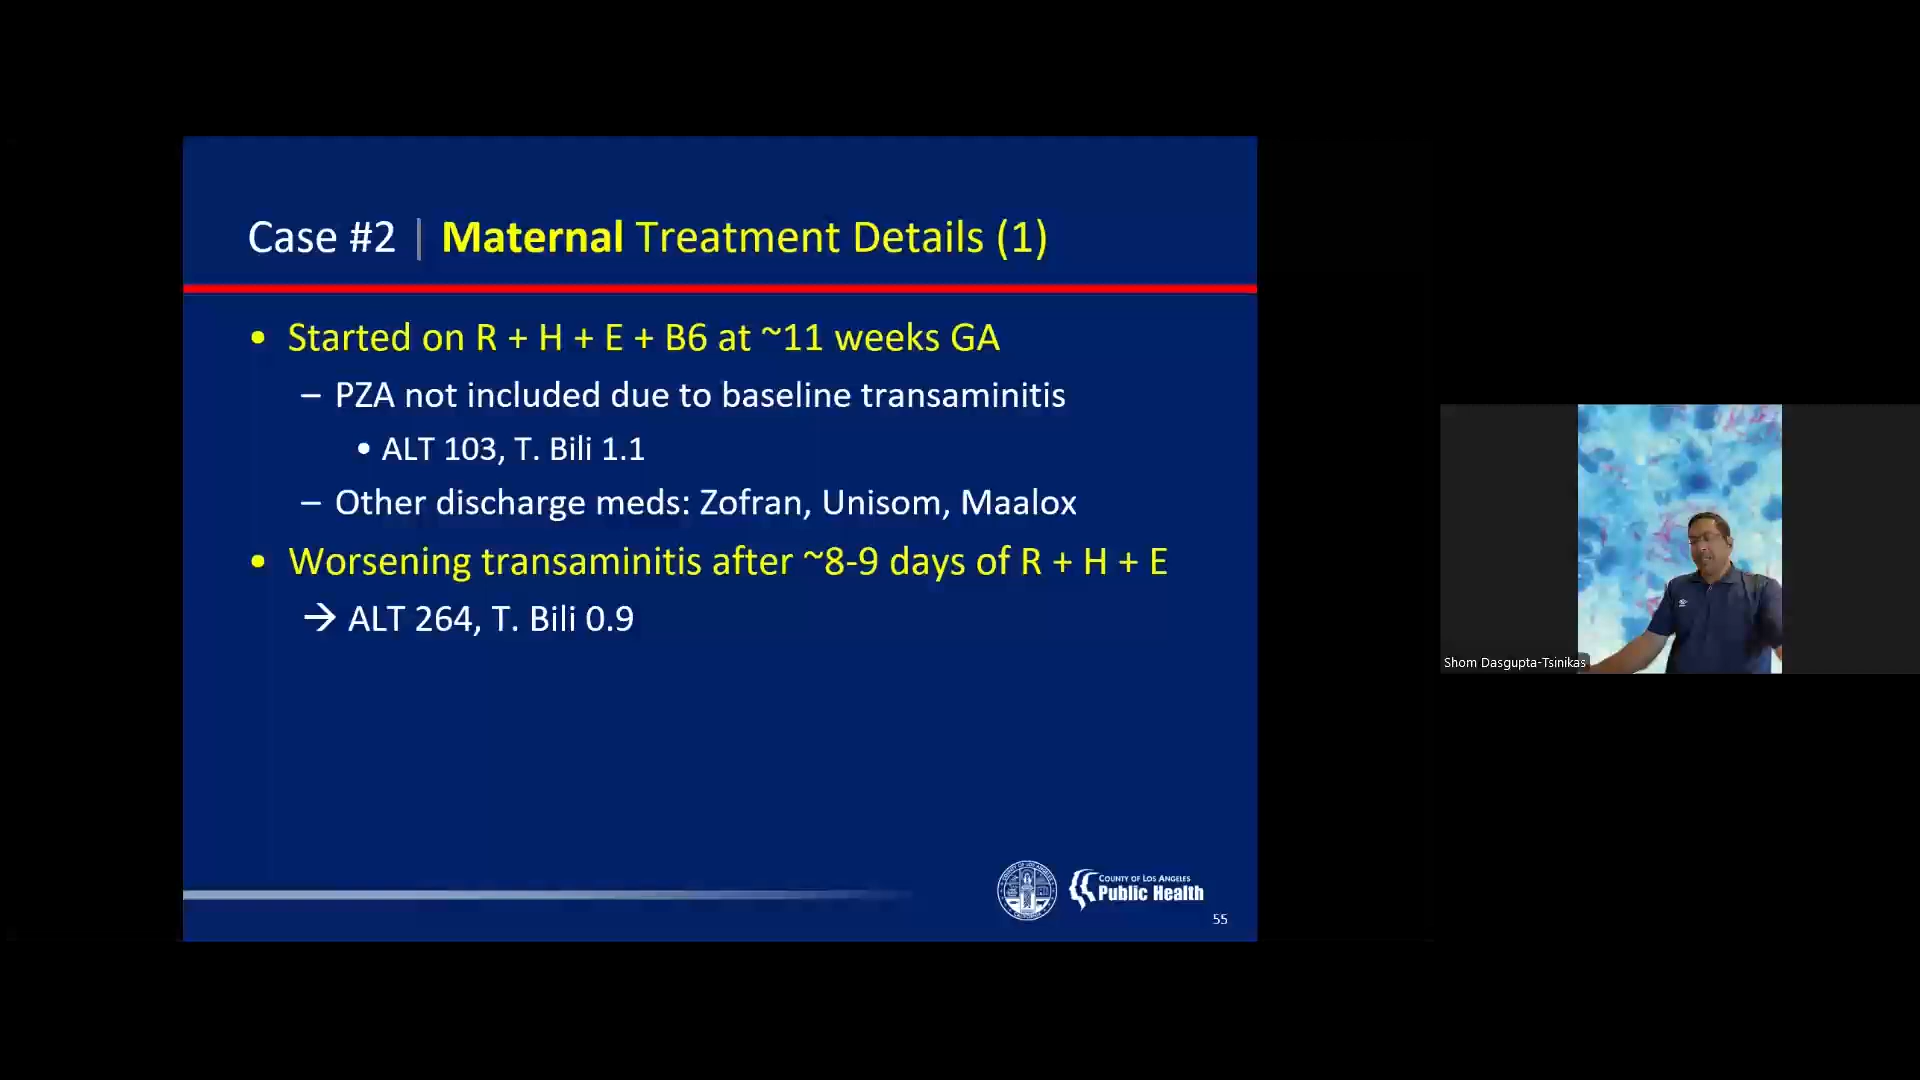 Case #2 | Maternal Treatment Details (1)
• Started on R + H + E + B6 at ~11 weeks GA
– PZA not included due to baseline transaminitis
• ALT 103, T. Bili 1.1
– Other discharge meds: Zofran, Unisom, Maalox
• Worsening transaminitis after ~8-9 days of R + H + E
→ ALT 264, T. Bili 0.9
COUNTY OF LOS ANGELES
Public Health
55
Shom Dasgupta-Tsinikas